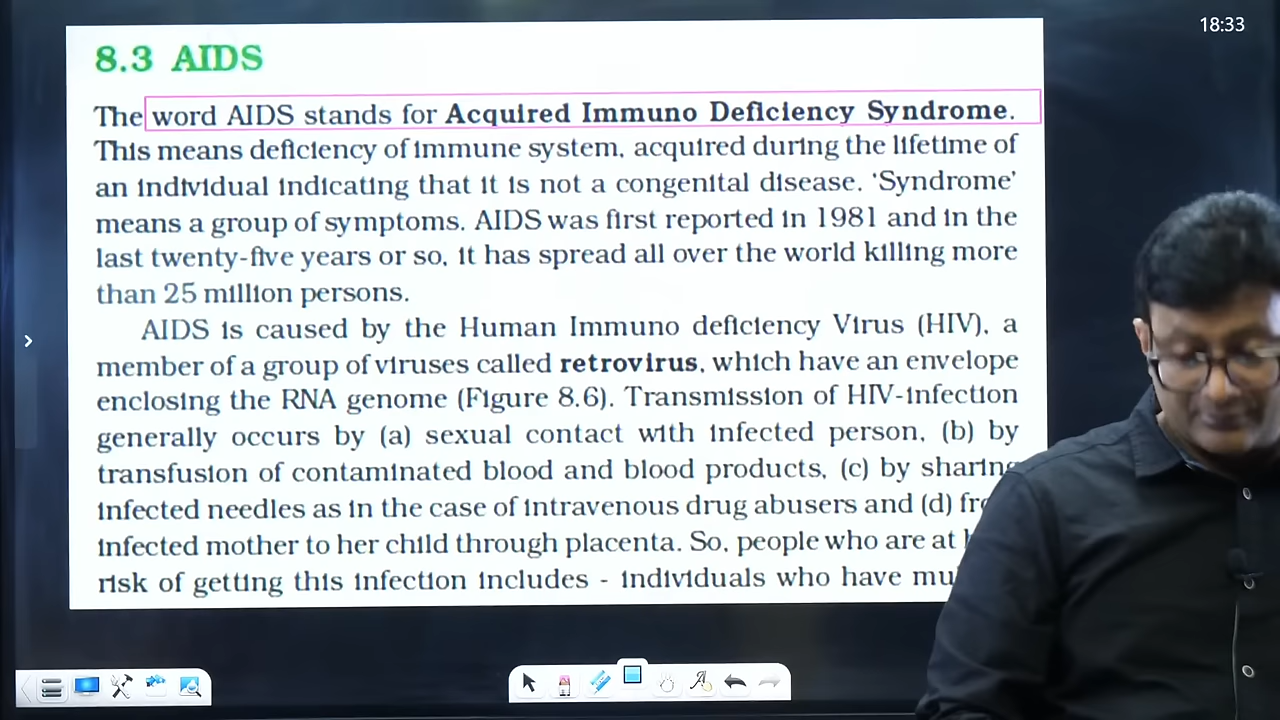 18:33
8.3 AIDS
The word AIDS stands for Acquired Immuno Deficiency Syndrome.
This means deficiency of immune system, acquired during the lifetime of
an individual indicating that it is not a congenital disease. ‘Syndrome’
means a group of symptoms. AIDS was first reported in 1981 and in the
last twenty-five years or so, it has spread all over the world killing more
than 25 million persons.
AIDS is caused by the Human Immuno deficiency Virus (HIV), a
member of a group of viruses called retrovirus, which have an envelope
enclosing the RNA genome (Figure 8.6). Transmission of HIV-infection
generally occurs by (a) sexual contact with infected person, (b) by
transfusion of contaminated blood and blood products, (c) by sharing
infected needles as in the case of intravenous drug abusers and (d)
infected mother to her child through placenta. So, people who are at
risk of getting this infection includes - individuals who have